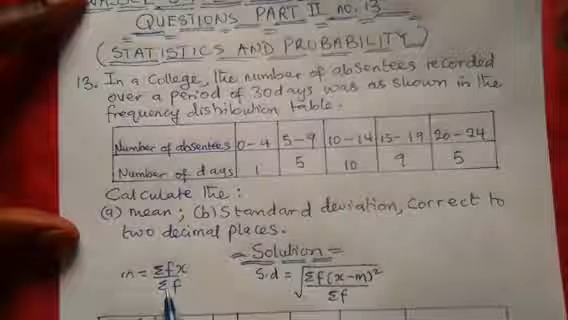 QUESTIONS PART II no. 13
(STATISTICS AND PROBABILITY)
13. In a College, the number of absentees recorded
over a period of 30 days was as shown in the
frequency distribution table.
Number of absentees 0-4 5-9 10-14 15-19 20-24
Number of days 1 5 10 9 5
Calculate the:
(a) mean; (b) Standard deviation, correct to
two decimal places.
Solution
m = Σfx / Σf S.d = √(Σf(x-m)² / Σf)